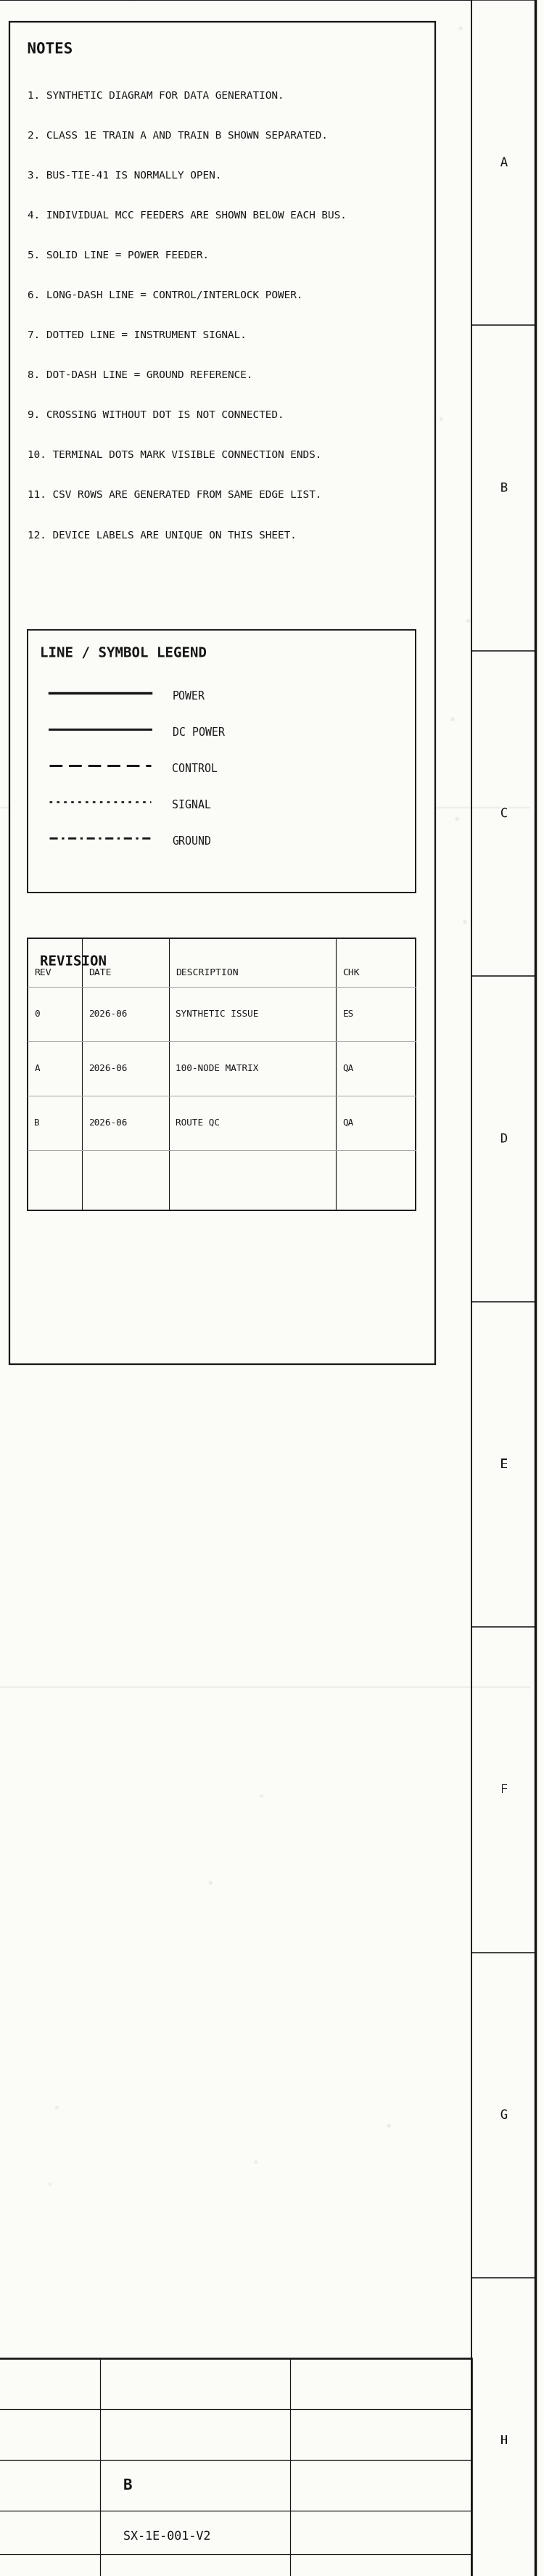 NOTES
1. SYNTHETIC DIAGRAM FOR DATA GENERATION.
2. CLASS 1E TRAIN A AND TRAIN B SHOWN SEPARATED.
3. BUS-TIE-41 IS NORMALLY OPEN.
4. INDIVIDUAL MCC FEEDERS ARE SHOWN BELOW EACH BUS.
5. SOLID LINE = POWER FEEDER.
6. LONG-DASH LINE = CONTROL/INTERLOCK POWER.
7. DOTTED LINE = INSTRUMENT SIGNAL.
8. DOT-DASH LINE = GROUND REFERENCE.
9. CROSSING WITHOUT DOT IS NOT CONNECTED.
10. TERMINAL DOTS MARK VISIBLE CONNECTION ENDS.
11. CSV ROWS ARE GENERATED FROM SAME EDGE LIST.
12. DEVICE LABELS ARE UNIQUE ON THIS SHEET.
LINE / SYMBOL LEGEND
POWER
DC POWER
CONTROL
SIGNAL
GROUND
REVISION
REV DATE DESCRIPTION CHK
0 2026-06 SYNTHETIC ISSUE ES
A 2026-06 100-NODE MATRIX QA
B 2026-06 ROUTE QC QA
A
B
C
D
E
F
G
H
B
SX-1E-001-V2